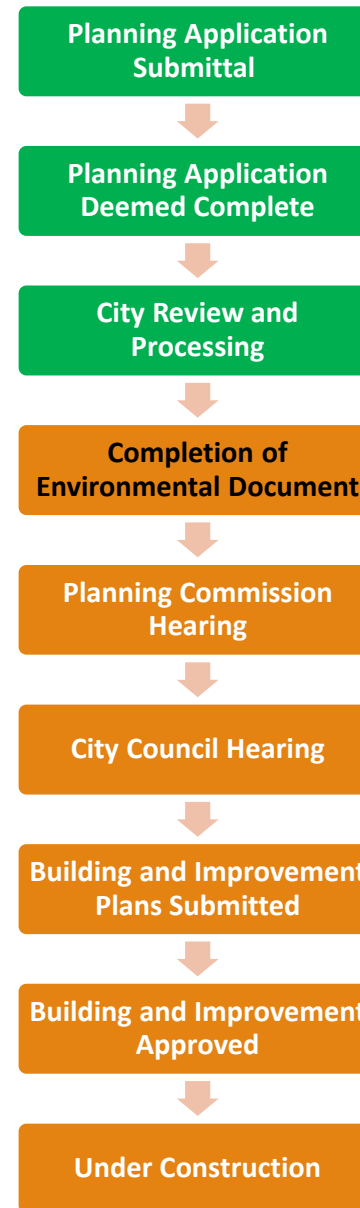 Planning Application
Submittal
Planning Application
Deemed Complete
City Review and
Processing
Completion of
Environmental Document
Planning Commission
Hearing
City Council Hearing
Building and Improvement
Plans Submitted
Building and Improvement
Approved
Under Construction